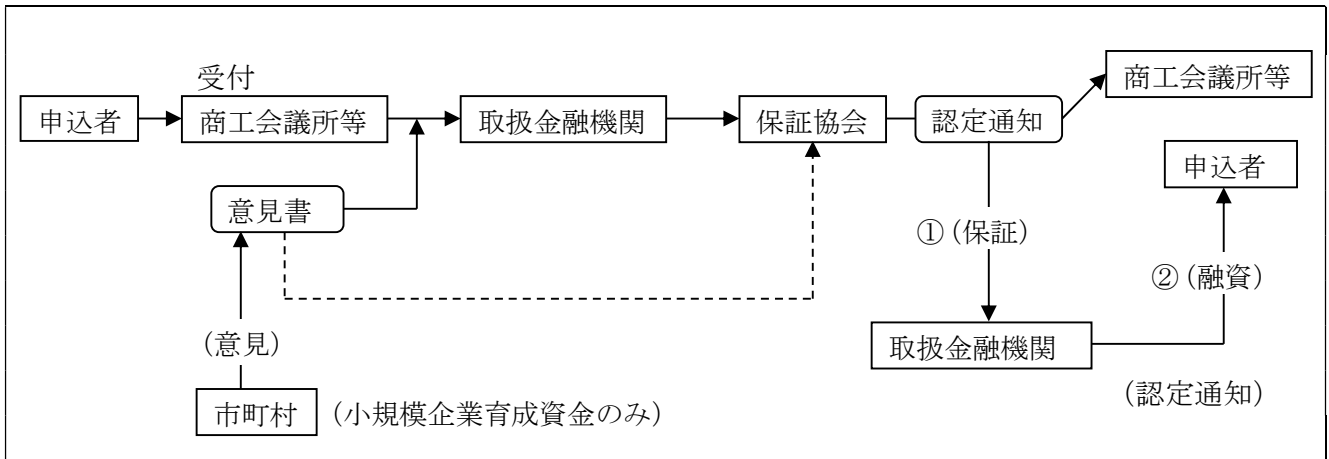 受付
申込者
商工会議所等
取扱金融機関
保証協会
認定通知
商工会議所等
申込者
意見書
①(保証)
②(融資)
(意見)
取扱金融機関
(認定通知)
市町村
(小規模企業育成資金のみ)